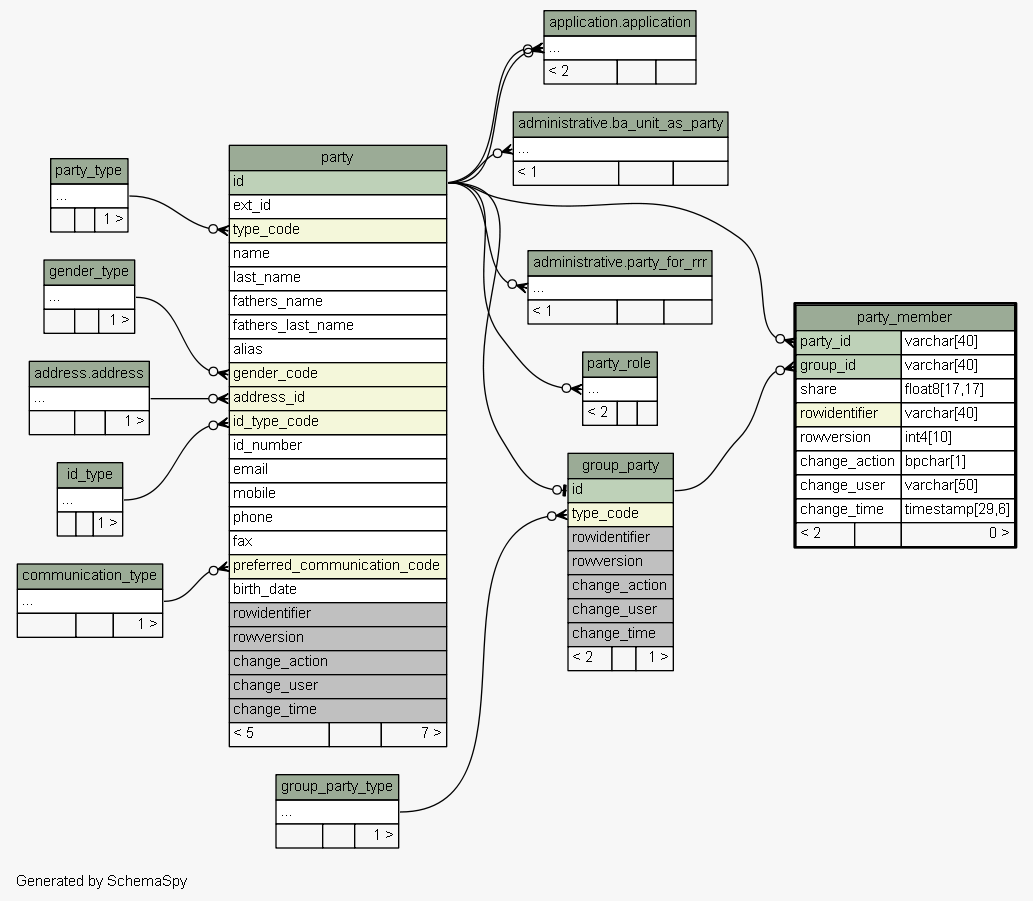 application.application
...
< 2
administrative.ba_unit_as_party
...
< 1
party
id
ext_id
type_code
name
last_name
fathers_name
fathers_last_name
alias
gender_code
address_id
id_type_code
id_number
email
mobile
phone
fax
preferred_communication_code
birth_date
rowidentifier
rowversion
change_action
change_user
change_time
< 5 7 >
party_type
...
1 >
gender_type
...
1 >
address.address
...
1 >
id_type
...
1 >
communication_type
...
1 >
administrative.party_for_rrr
...
< 1
party_role
...
< 2
group_party
id
type_code
rowidentifier
rowversion
change_action
change_user
change_time
< 2 1 >
party_member
party_id varchar[40]
group_id varchar[40]
share float8[17,17]
rowidentifier varchar[40]
rowversion int4[10]
change_action bpchar[1]
change_user varchar[50]
change_time timestamp[29,6]
< 2 0 >
group_party_type
...
1 >
Generated by SchemaSpy